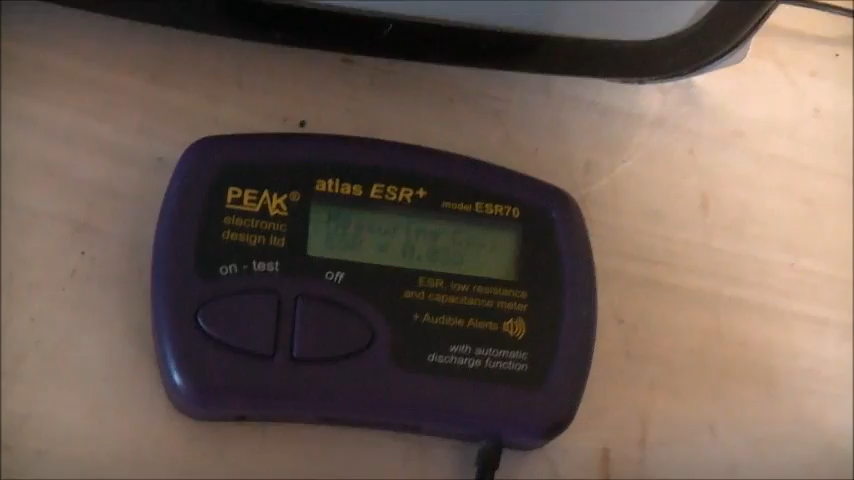 PEAK®
electronic
design ltd
atlas ESR+
model ESR70
on - test
off
ESR, low resistance
and capacitance meter
+ Audible Alerts
with automatic
discharge function